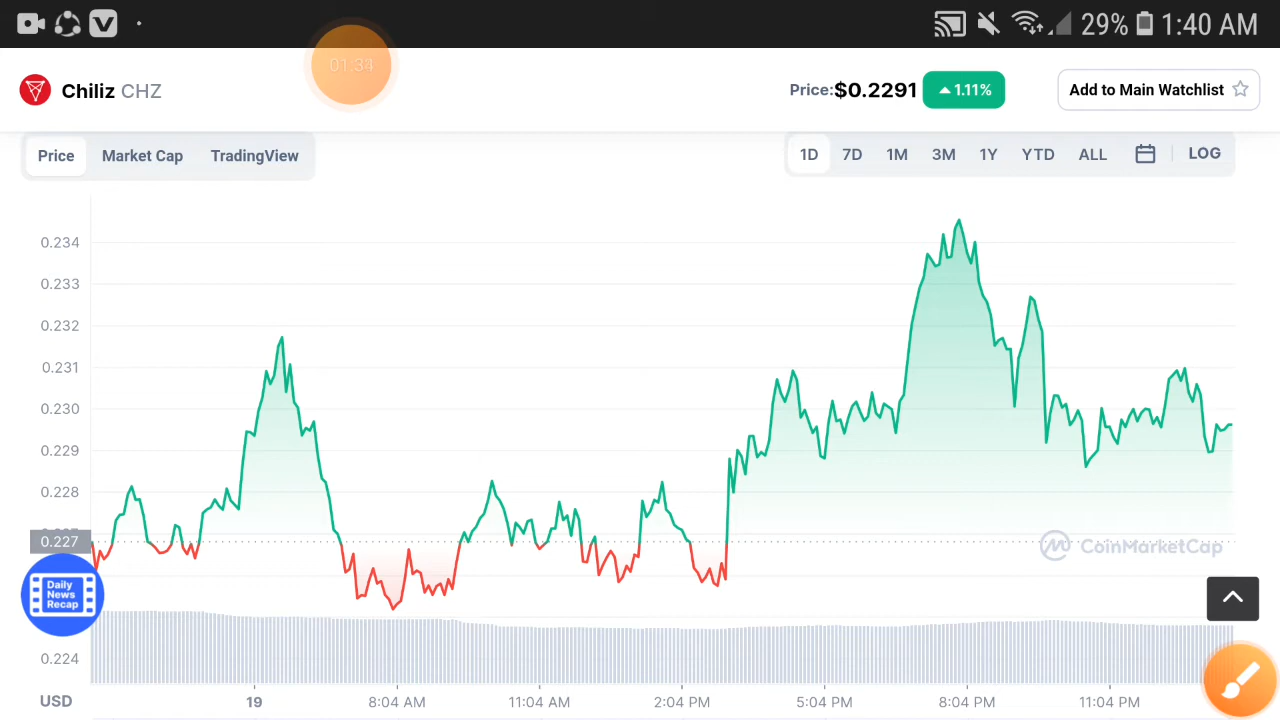 29% 1:40 AM
01:34
Chiliz CHZ
Price:$0.2291 1.11%
Add to Main Watchlist
Price Market Cap TradingView
1D 7D 1M 3M 1Y YTD ALL LOG
0.234
0.233
0.232
0.231
0.230
0.229
0.228
0.227
CoinMarketCap
Daily
News
Recap
0.224
USD 19 8:04 AM 11:04 AM 2:04 PM 5:04 PM 8:04 PM 11:04 PM